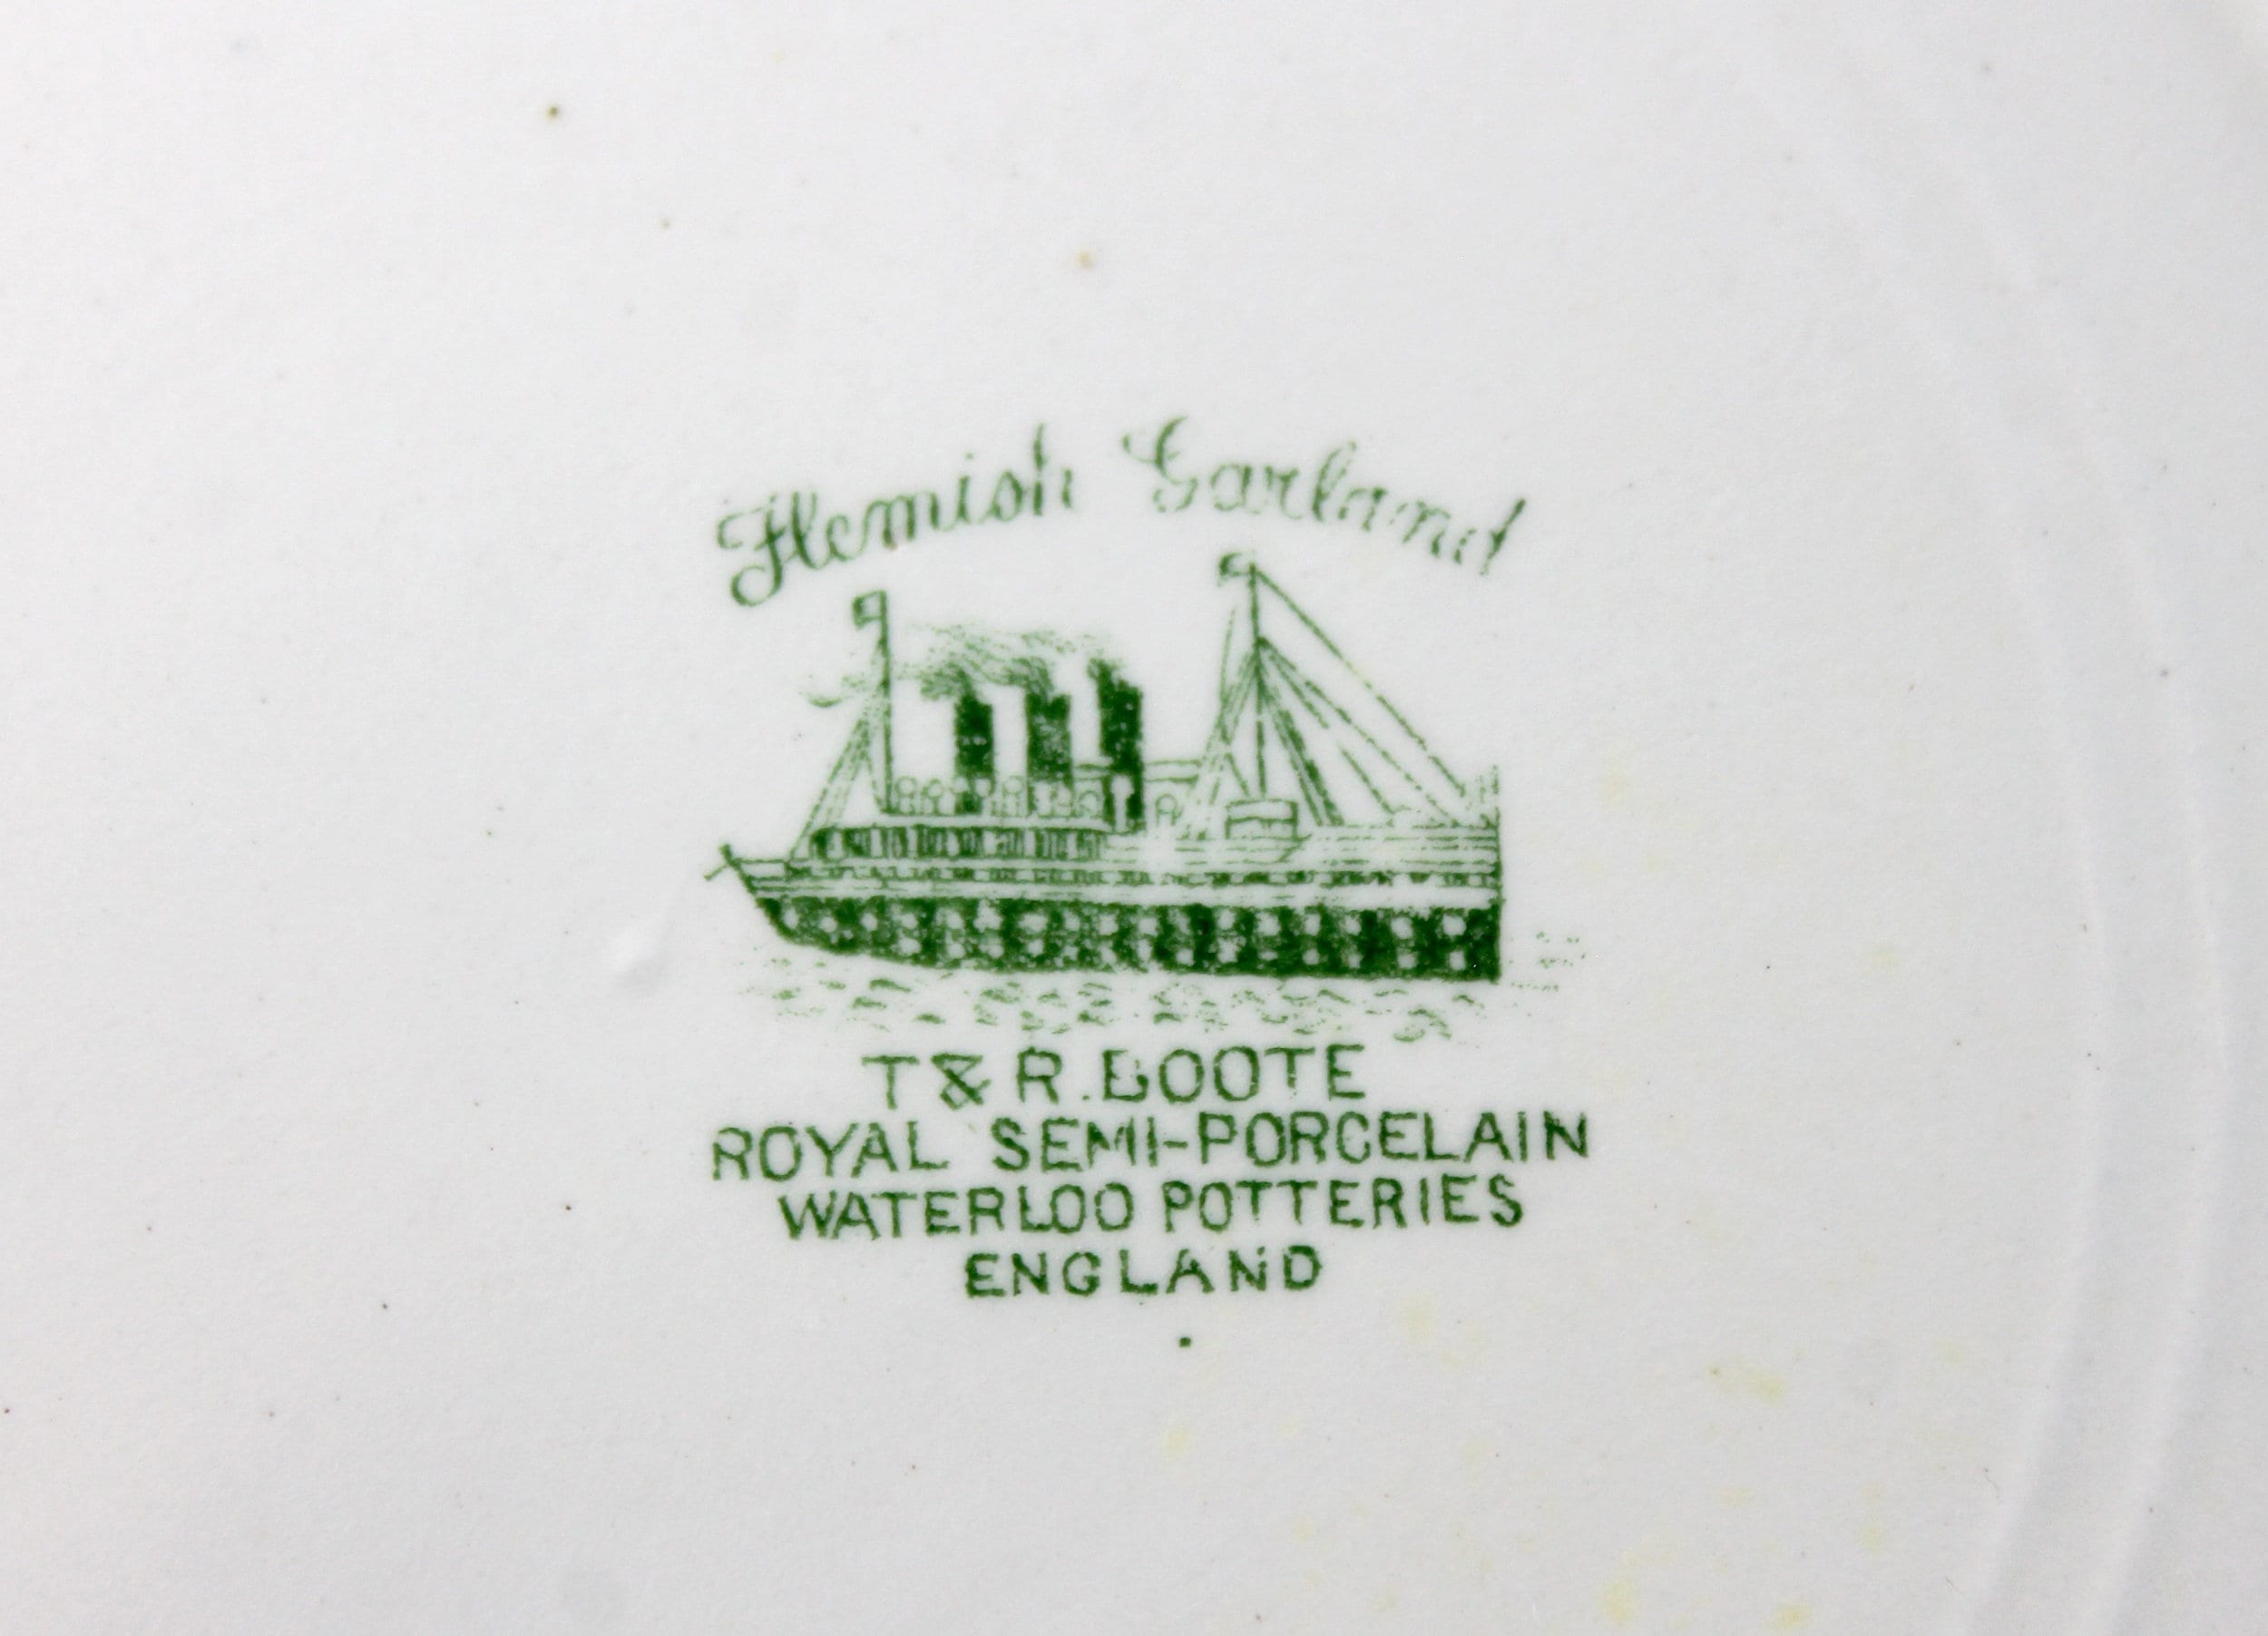 Flemish Garland
T & R. BOOTE
ROYAL SEMI-PORCELAIN
WATERLOO POTTERIES
ENGLAND